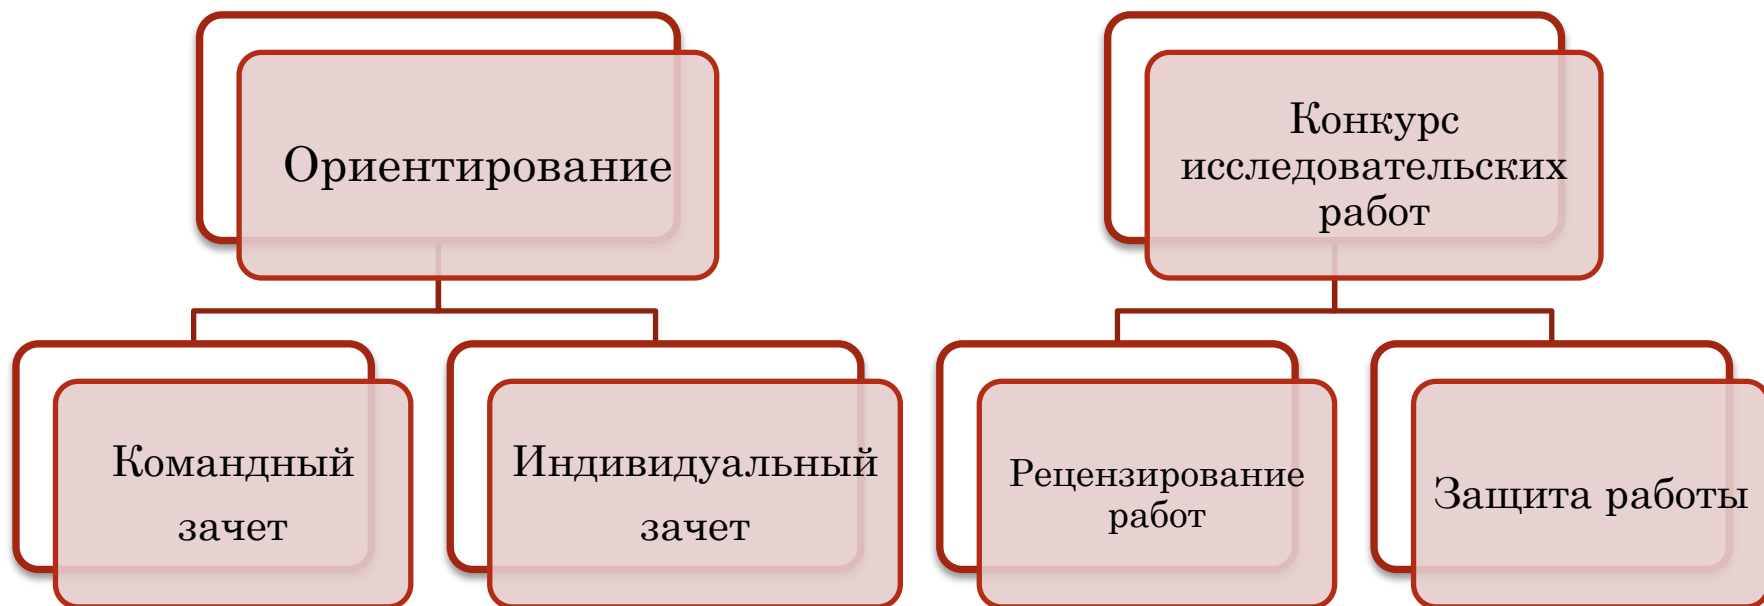 Ориентирование
Конкурс
исследовательских
работ
Командный
зачет
Индивидуальный
зачет
Рецензирование
работ
Защита работы